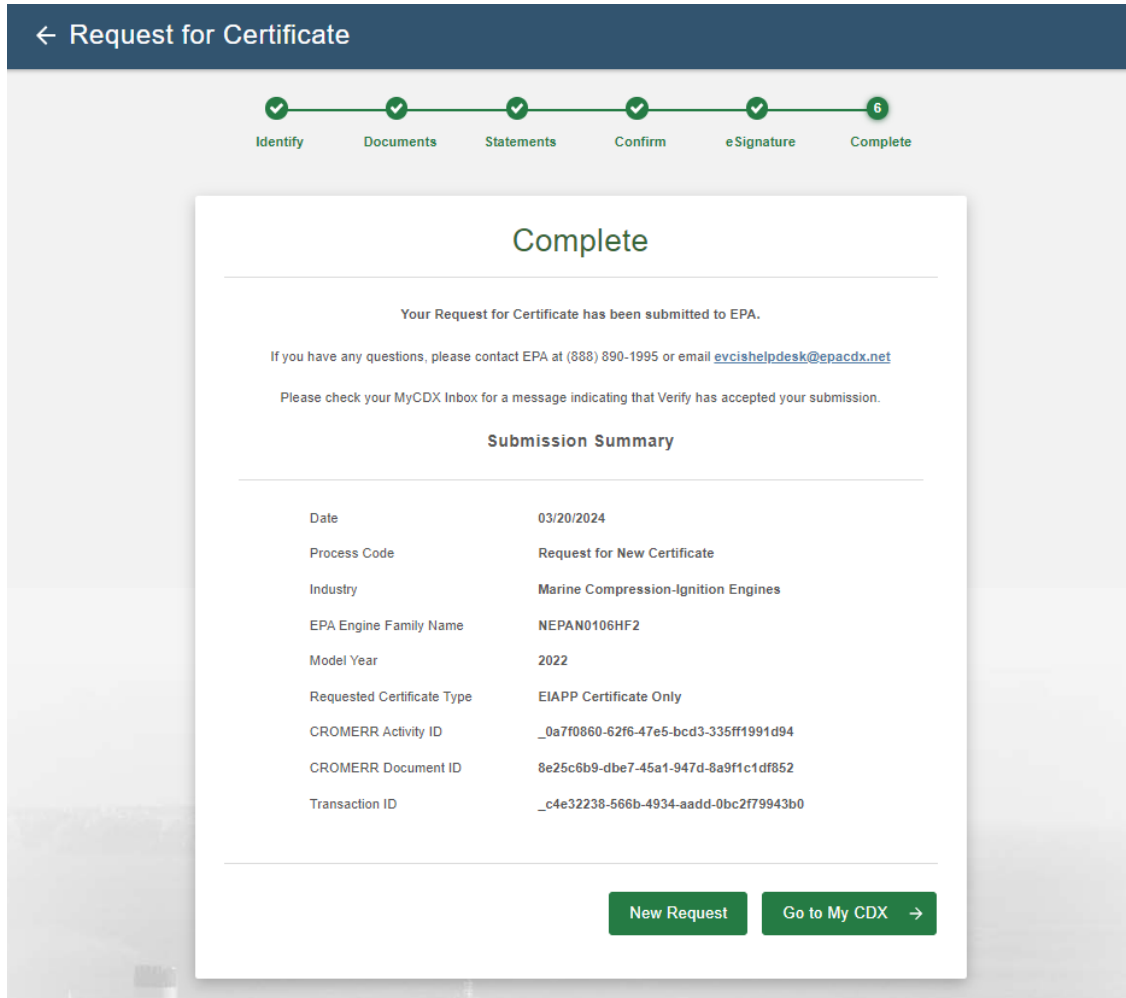 ← Request for Certificate
6
Identify Documents Statements Confirm eSignature Complete
Complete
Your Request for Certificate has been submitted to EPA.
If you have any questions, please contact EPA at (888) 890-1995 or email evcishelpdesk@epacdx.net
Please check your MyCDX Inbox for a message indicating that Verify has accepted your submission.
Submission Summary
Date 03/20/2024
Process Code Request for New Certificate
Industry Marine Compression-Ignition Engines
EPA Engine Family Name NEPAN0106HF2
Model Year 2022
Requested Certificate Type EIAPP Certificate Only
CROMERR Activity ID _0a7f0860-62f6-47e5-bcd3-335ff1991d94
CROMERR Document ID 8e25c6b9-dbe7-45a1-947d-8a9f1c1df852
Transaction ID _c4e32238-566b-4934-aadd-0bc2f79943b0
New Request Go to My CDX →